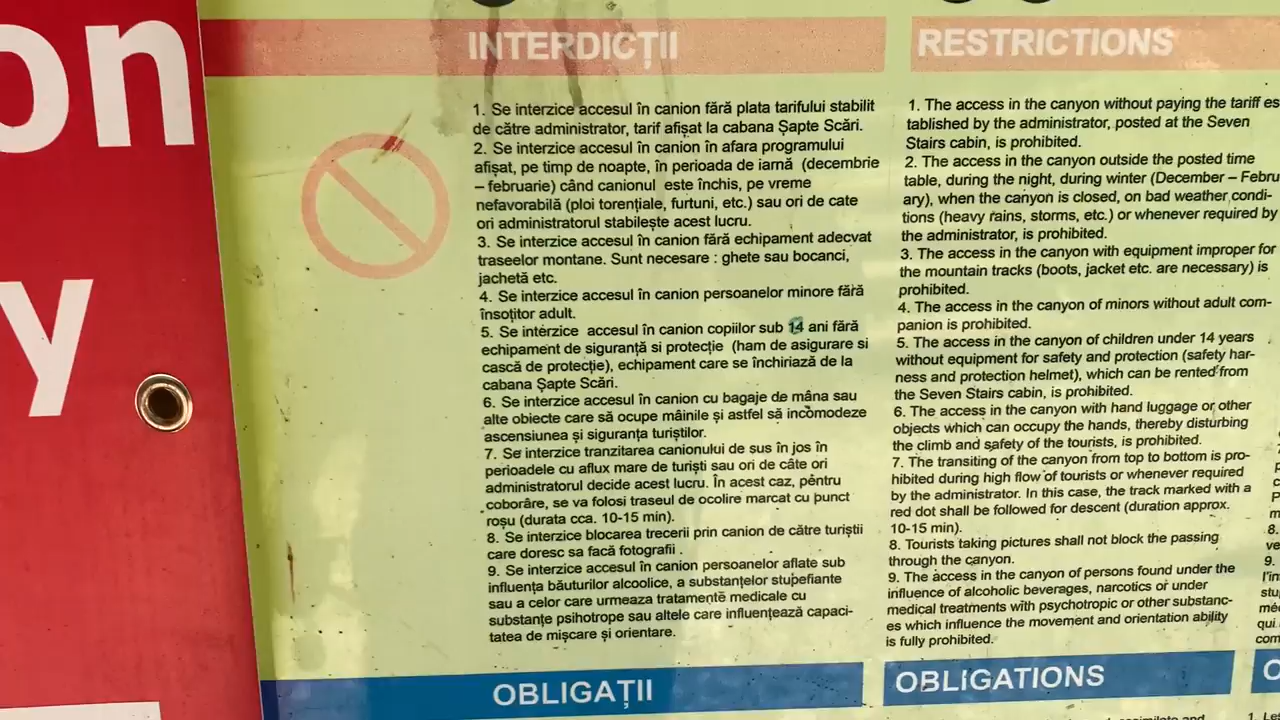 on
y
INTERDICȚII
1. Se interzice accesul în canion fără plata tarifului stabilit
de către administrator, tarif afișat la cabana Șapte Scări.
2. Se interzice accesul în canion în afara programului
afișat, pe timp de noapte, în perioada de iarnă (decembrie
– februarie) când canionul este închis, pe vreme
nefavorabilă (ploi torențiale, furtuni, etc.) sau ori de cate
ori administratorul stabilește acest lucru.
3. Se interzice accesul în canion fără echipament adecvat
traseelor montane. Sunt necesare : ghete sau bocanci,
jachetă etc.
4. Se interzice accesul în canion persoanelor minore fără
însoțitor adult.
5. Se interzice accesul în canion copiilor sub 14 ani fără
echipament de siguranță si protecție (ham de asigurare si
cască de protecție), echipament care se închiriază de la
cabana Șapte Scări.
6. Se interzice accesul în canion cu bagaje de mâna sau
alte obiecte care să ocupe mâinile și astfel să incomodeze
ascensiunea și siguranța turiștilor.
7. Se interzice tranzitarea canionului de sus în jos în
perioadele cu aflux mare de turiști sau ori de câte ori
administratorul decide acest lucru. În acest caz, pentru
coborâre, se va folosi traseul de ocolire marcat cu punct
roșu (durata cca. 10-15 min).
8. Se interzice blocarea trecerii prin canion de către turiștii
care doresc sa facă fotografii .
9. Se interzice accesul în canion persoanelor aflate sub
influența băuturilor alcoolice, a substanțelor stupefiante
sau a celor care urmeaza tratamente medicale cu
substanțe psihotrope sau altele care influențează capaci-
tatea de mișcare și orientare.
OBLIGAȚII
RESTRICTIONS
1. The access in the canyon without paying the tariff es
tablished by the administrator, posted at the Seven
Stairs cabin, is prohibited.
2. The access in the canyon outside the posted time
table, during the night, during winter (December – Febru
ary), when the canyon is closed, on bad weather condi-
tions (heavy rains, storms, etc.) or whenever required by
the administrator, is prohibited.
3. The access in the canyon with equipment improper for
the mountain tracks (boots, jacket etc. are necessary) is
prohibited.
4. The access in the canyon of minors without adult com-
panion is prohibited.
5. The access in the canyon of children under 14 years
without equipment for safety and protection (safety har-
ness and protection helmet), which can be rented from
the Seven Stairs cabin, is prohibited.
6. The access in the canyon with hand luggage or other
objects which can occupy the hands, thereby disturbing
the climb and safety of the tourists, is prohibited.
7. The transiting of the canyon from top to bottom is pro-
hibited during high flow of tourists or whenever required
by the administrator. In this case, the track marked with a
red dot shall be followed for descent (duration approx.
10-15 min).
8. Tourists taking pictures shall not block the passing
through the canyon.
9. The access in the canyon of persons found under the
influence of alcoholic beverages, narcotics or under
medical treatments with psychotropic or other substanc-
es which influence the movement and orientation ability
is fully prohibited.
OBLIGATIONS
8.
ve
9.
l'im
stu
mé
qui
com